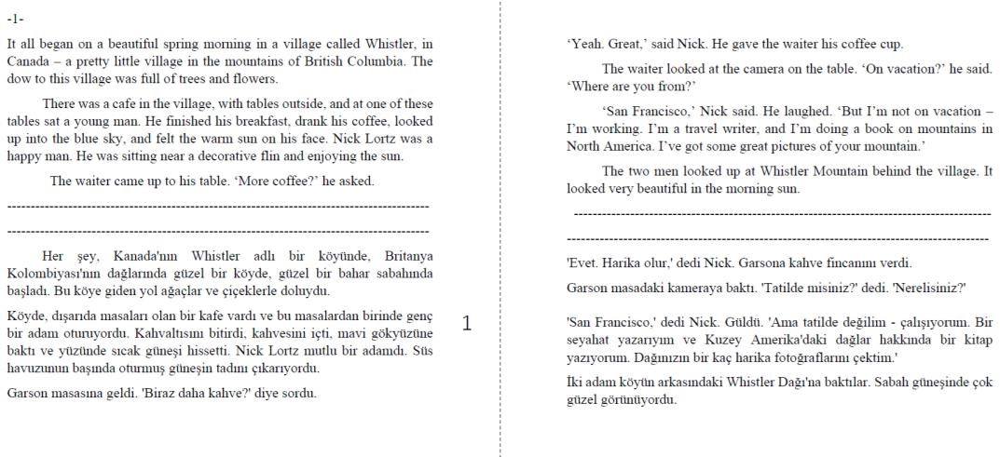 -1-
It all began on a beautiful spring morning in a village called Whistler, in
Canada – a pretty little village in the mountains of British Columbia. The
dow to this village was full of trees and flowers.
There was a cafe in the village, with tables outside, and at one of these
tables sat a young man. He finished his breakfast, drank his coffee, looked
up into the blue sky, and felt the warm sun on his face. Nick Lortz was a
happy man. He was sitting near a decorative flin and enjoying the sun.
The waiter came up to his table. ‘More coffee?’ he asked.
Her şey, Kanada'nın Whistler adlı bir köyünde, Britanya
Kolombiyası'nın dağlarında güzel bir köyde, güzel bir bahar sabahında
başladı. Bu köye giden yol ağaçlar ve çiçeklerle doluydu.
Köyde, dışarıda masaları olan bir kafe vardı ve bu masalardan birinde genç
bir adam oturuyordu. Kahvaltısını bitirdi, kahvesini içti, mavi gökyüzüne
baktı ve yüzünde sıcak güneşi hissetti. Nick Lortz mutlu bir adamdı. Süs
havuzunun başında oturmuş güneşin tadını çıkarıyordu.
Garson masasına geldi. 'Biraz daha kahve?' diye sordu.
1
‘Yeah. Great,’ said Nick. He gave the waiter his coffee cup.
The waiter looked at the camera on the table. ‘On vacation?’ he said.
‘Where are you from?’
‘San Francisco,’ Nick said. He laughed. ‘But I’m not on vacation –
I’m working. I’m a travel writer, and I’m doing a book on mountains in
North America. I’ve got some great pictures of your mountain.’
The two men looked up at Whistler Mountain behind the village. It
looked very beautiful in the morning sun.
'Evet. Harika olur,' dedi Nick. Garsona kahve fincanını verdi.
Garson masadaki kameraya baktı. 'Tatilde misiniz?' dedi. 'Nerelisiniz?'
'San Francisco,' dedi Nick. Güldü. 'Ama tatilde değilim - çalışıyorum. Bir
seyahat yazarıyım ve Kuzey Amerika'daki dağlar hakkında bir kitap
yazıyorum. Dağınızın bir kaç harika fotoğraflarını çektim.'
İki adam köyün arkasındaki Whistler Dağı'na baktılar. Sabah güneşinde çok
güzel görünüyordu.